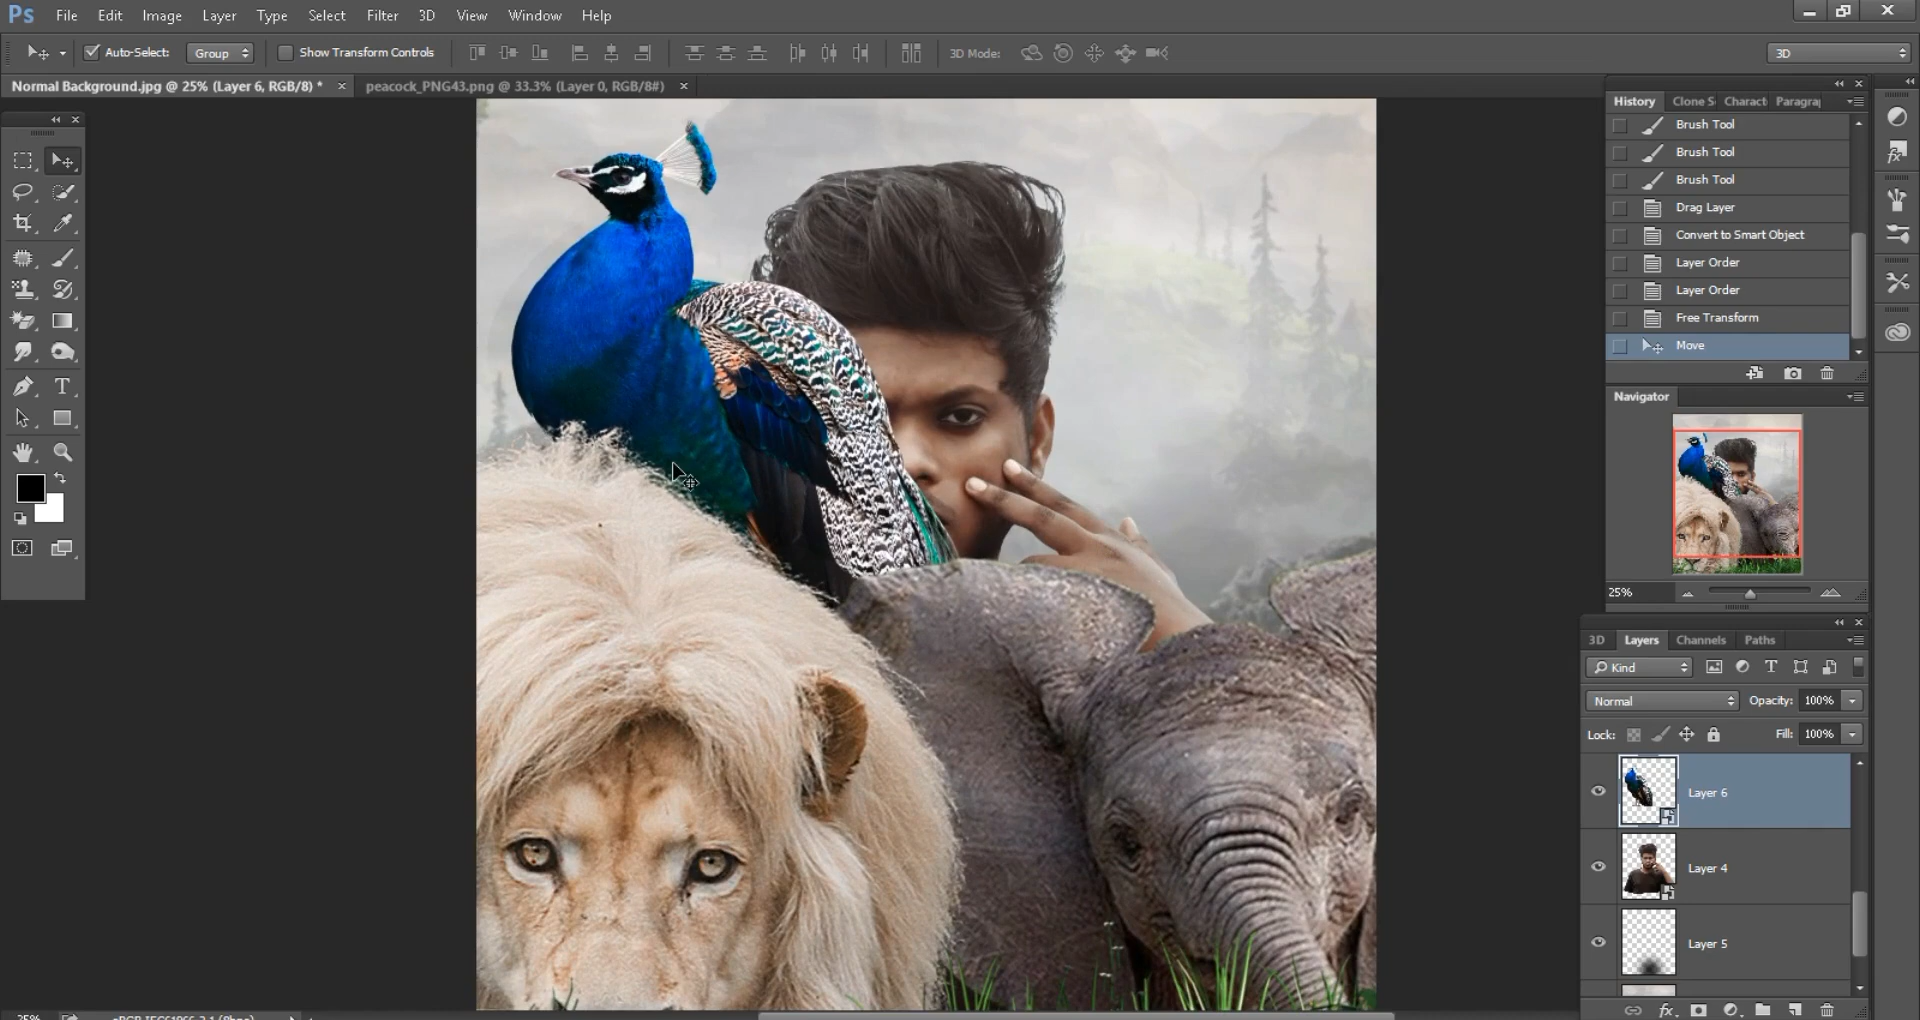 Ps File Edit Image Layer Type Select Filter 3D View Window Help
Auto-Select: Group Show Transform Controls 3D Mode: 3D
Normal Background.jpg @ 25% (Layer 6, RGB/8) * × peacock_PNG43.png @ 33.3% (Layer 0, RGB/8#) ×
History Clone S Charact Paragra
Brush Tool
Brush Tool
Brush Tool
Drag Layer
Convert to Smart Object
Layer Order
Layer Order
Free Transform
Move
Navigator
25%
3D Layers Channels Paths
Kind
Normal Opacity: 100%
Lock: Fill: 100%
Layer 6
Layer 4
Layer 5
25%